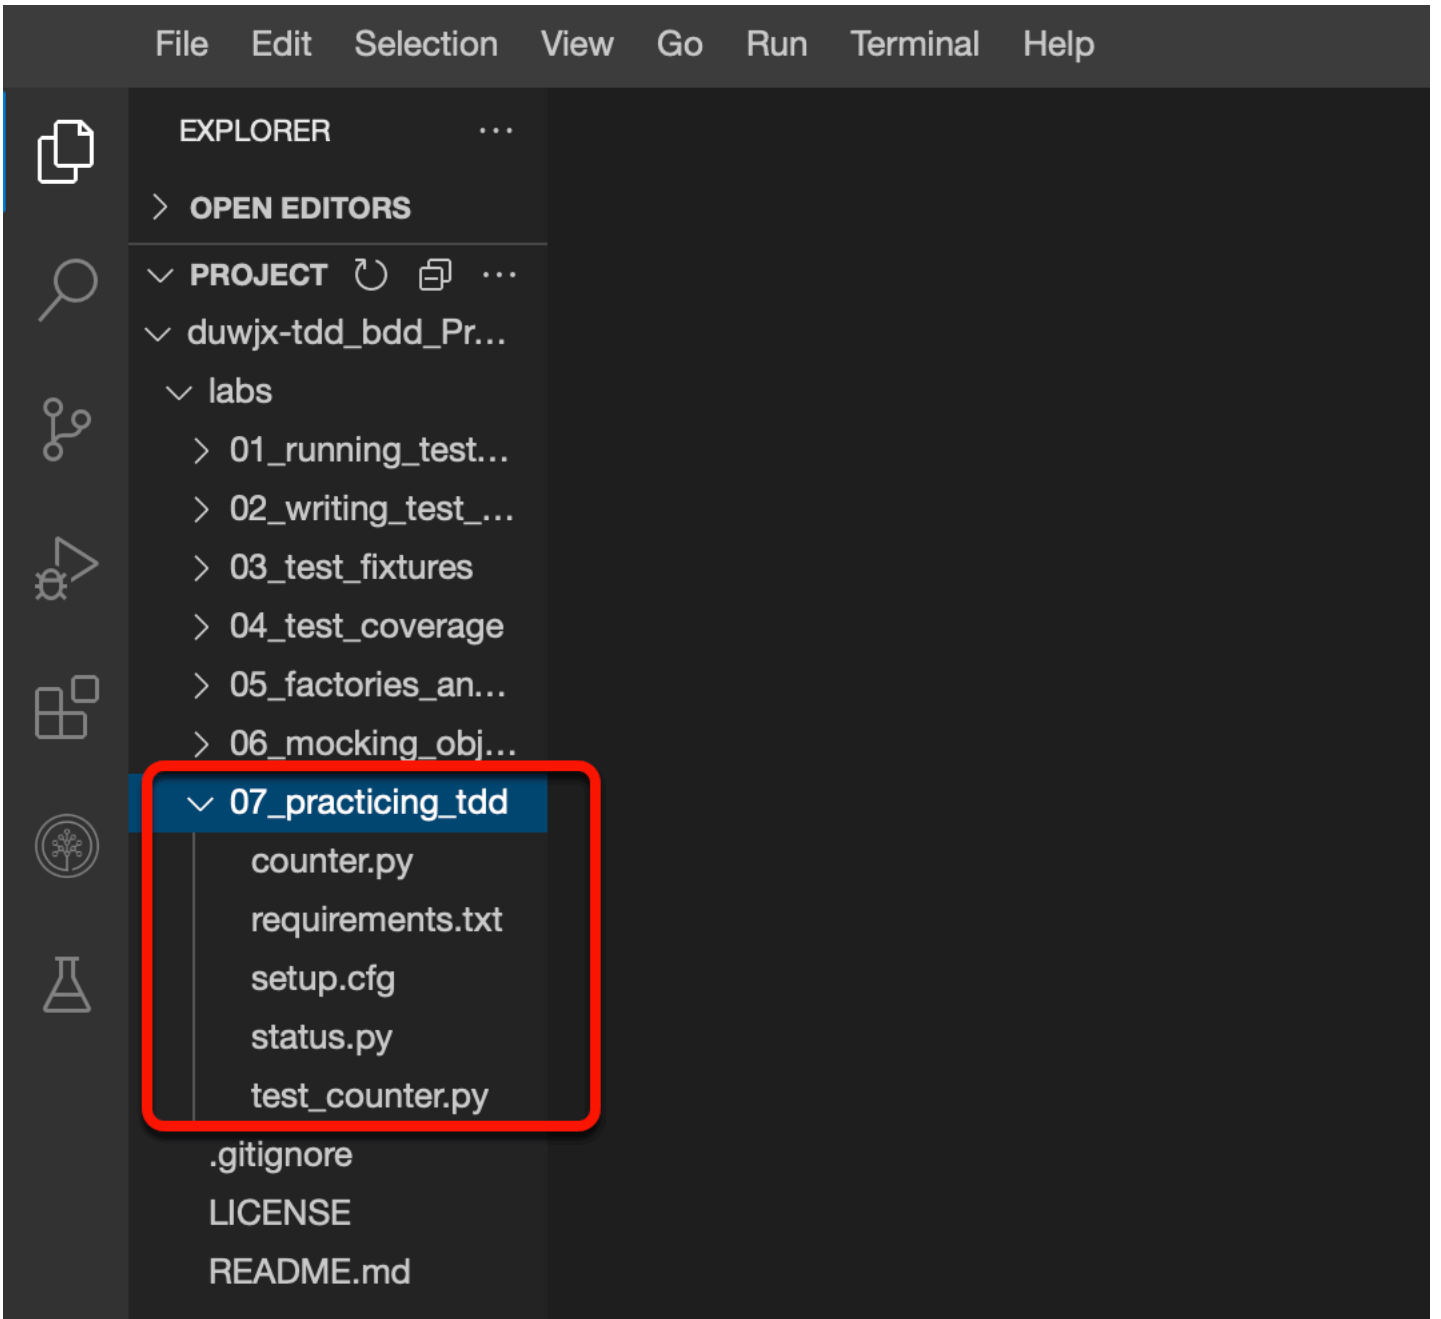 File Edit Selection View Go Run Terminal Help
EXPLORER ...
OPEN EDITORS
PROJECT ...
duwjx-tdd_bdd_Pr...
labs
01_running_test...
02_writing_test_...
03_test_fixtures
04_test_coverage
05_factories_an...
06_mocking_obj...
07_practicing_tdd
counter.py
requirements.txt
setup.cfg
status.py
test_counter.py
.gitignore
LICENSE
README.md